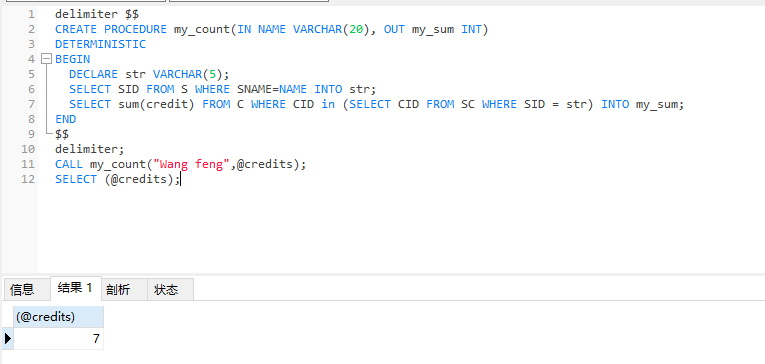 1 delimiter $$
2 CREATE PROCEDURE my_count(IN NAME VARCHAR(20), OUT my_sum INT)
3 DETERMINISTIC
4 BEGIN
5 DECLARE str VARCHAR(5);
6 SELECT SID FROM S WHERE SNAME=NAME INTO str;
7 SELECT sum(credit) FROM C WHERE CID in (SELECT CID FROM SC WHERE SID = str) INTO my_sum;
8 END
9 $$
10 delimiter;
11 CALL my_count("Wang feng",@credits);
12 SELECT (@credits);
信息 结果 1 剖析 状态
(@credits)
7